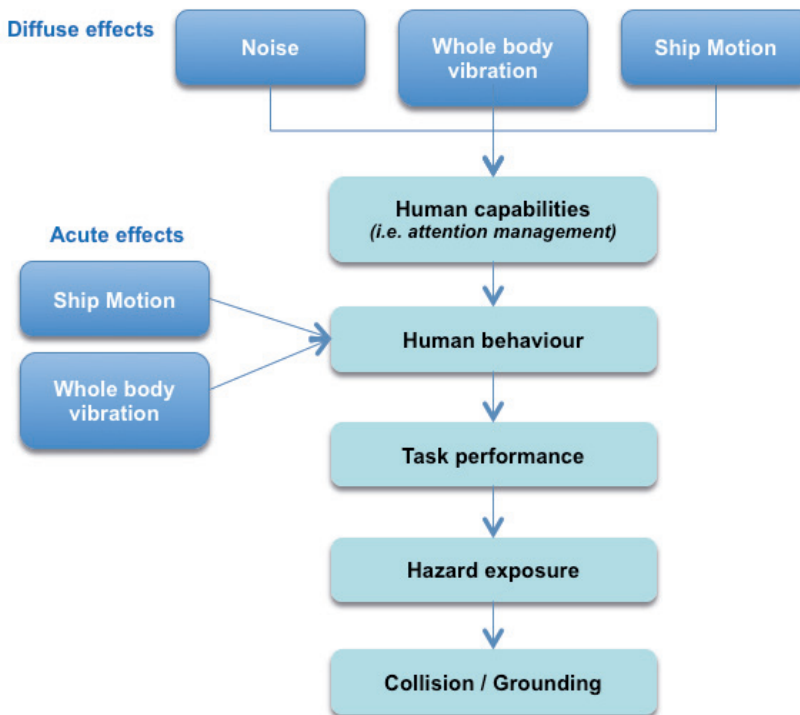 Diffuse effects
Noise
Whole body
vibration
Ship Motion
Human capabilities
(i.e. attention management)
Acute effects
Ship Motion
Human behaviour
Whole body
vibration
Task performance
Hazard exposure
Collision / Grounding